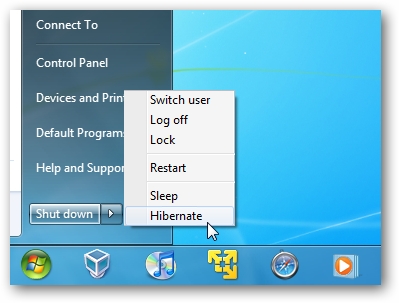 Connect To
Control Panel
Devices and Print
Default Programs
Help and Suppor
Switch user
Log off
Lock
Restart
Sleep
Hibernate
Shut down